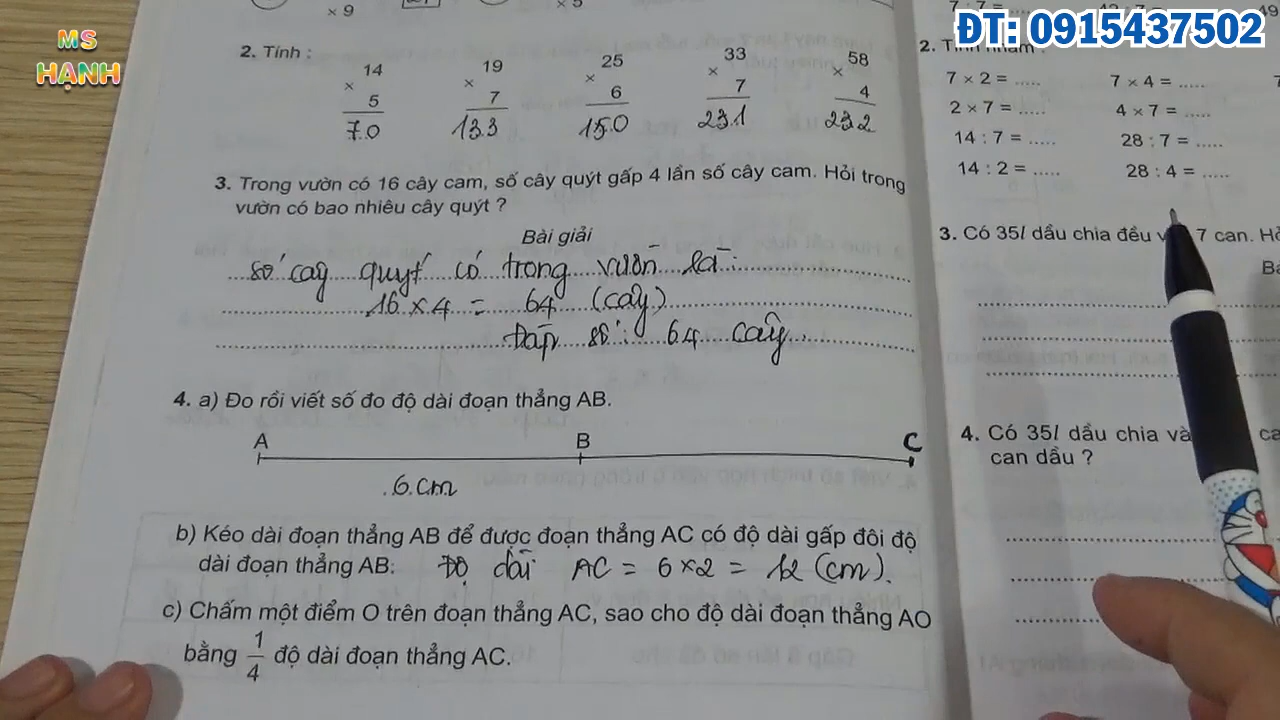 MS
HẠNH
ĐT: 0915437502
× 9
× 5
2. Tính :
14
×
5
70
19
×
7
133
25
×
6
150
33
×
7
231
58
×
4
232
3. Trong vườn có 16 cây cam, số cây quýt gấp 4 lần số cây cam. Hỏi trong
vườn có bao nhiêu cây quýt ?
Bài giải
số cây quýt có trong vườn là:
16 × 4 = 64 (cây)
Đáp số: 64 cây
4. a) Đo rồi viết số đo độ dài đoạn thẳng AB.
A B C
6 cm
b) Kéo dài đoạn thẳng AB để được đoạn thẳng AC có độ dài gấp đôi độ
dài đoạn thẳng AB. Độ dài AC = 6 × 2 = 12 (cm).
c) Chấm một điểm O trên đoạn thẳng AC, sao cho độ dài đoạn thẳng AO
bằng 1/4 độ dài đoạn thẳng AC.
2.
7 × 2 = ..... 7 × 4 = .....
2 × 7 = ..... 4 × 7 = .....
14 : 7 = ..... 28 : 7 = .....
14 : 2 = ..... 28 : 4 = .....
3. Có 35l dầu chia đều 7 can.
4. Có 35l dầu chia và
can dầu ?